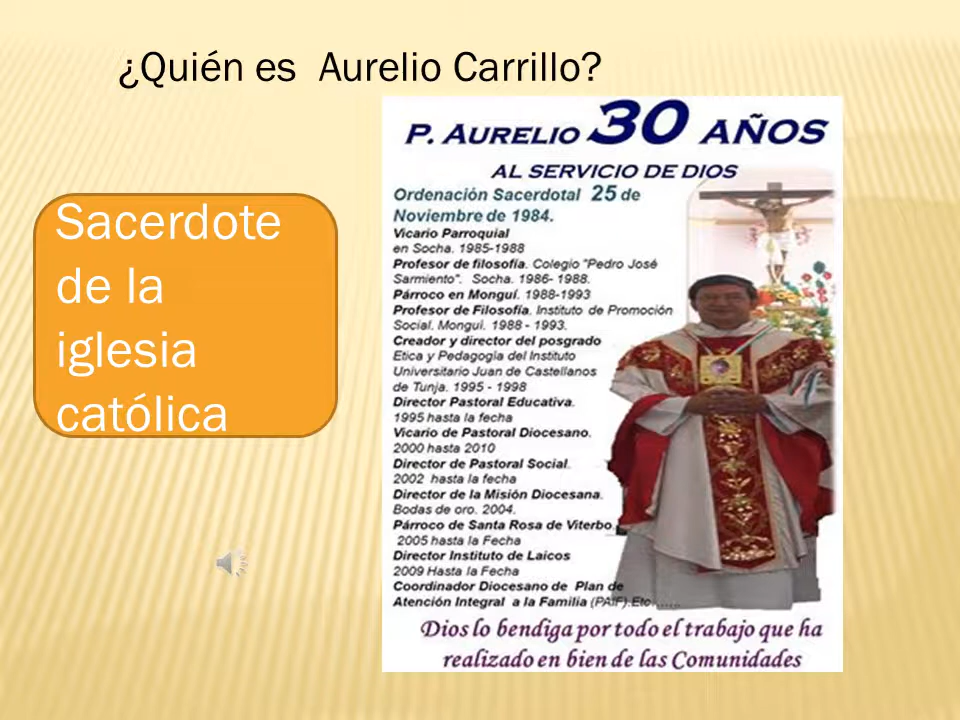 ¿Quién es  Aurelio Carrillo?
Sacerdote
de la
iglesia
católica
P. AURELIO 30 AÑOS
AL SERVICIO DE DIOS
Ordenación Sacerdotal 25 de
Noviembre de 1984.
Vicario Parroquial
en Socha. 1985-1988
Profesor de filosofía. Colegio "Pedro José
Sarmiento". Socha. 1986- 1988.
Párroco en Monguí. 1988-1993
Profesor de Filosofía. Instituto de Promoción
Social. Monguì. 1988 - 1993.
Creador y director del posgrado
Etica y Pedagogía del Instituto
Universitario Juan de Castellanos
de Tunja. 1995 - 1998
Director Pastoral Educativa.
1995 hasta la fecha
Vicario de Pastoral Diocesano.
2000 hasta 2010
Director de Pastoral Social.
2002 hasta la fecha
Director de la Misión Diocesana.
Bodas de oro. 2004.
Párroco de Santa Rosa de Viterbo.
2005 hasta la Fecha
Director Instituto de Laicos
2009 Hasta la Fecha
Coordinador Diocesano de Plan de
Atención Integral a la Familia (PAIF).Etc......
Dios lo bendiga por todo el trabajo que ha
realizado en bien de las Comunidades